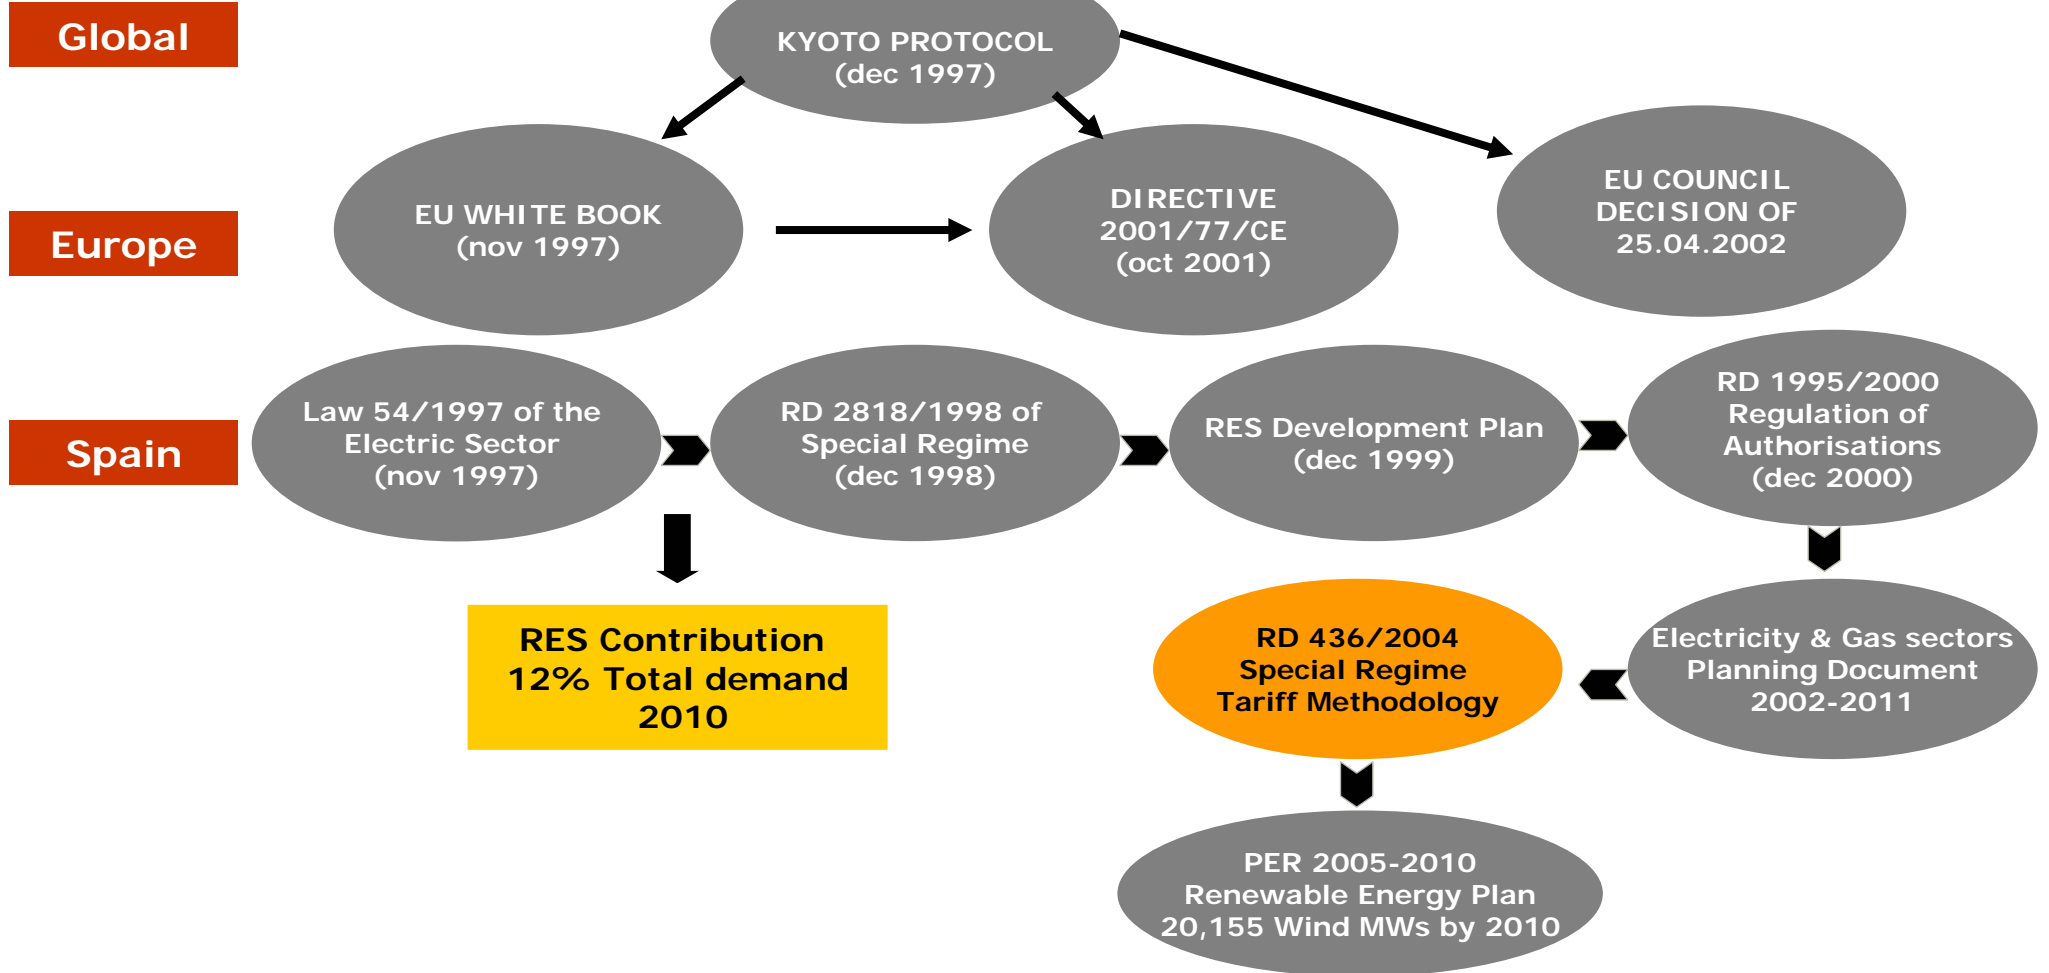 Global
KYOTO PROTOCOL
(dec 1997)
Europe
EU WHITE BOOK
(nov 1997)
DIRECTIVE
2001/77/CE
(oct 2001)
EU COUNCIL
DECISION OF
25.04.2002
Spain
Law 54/1997 of the
Electric Sector
(nov 1997)
RD 2818/1998 of
Special Regime
(dec 1998)
RES Development Plan
(dec 1999)
RD 1995/2000
Regulation of
Authorisations
(dec 2000)
RES Contribution
12% Total demand
2010
RD 436/2004
Special Regime
Tariff Methodology
Electricity & Gas sectors
Planning Document
2002-2011
PER 2005-2010
Renewable Energy Plan
20,155 Wind MWs by 2010